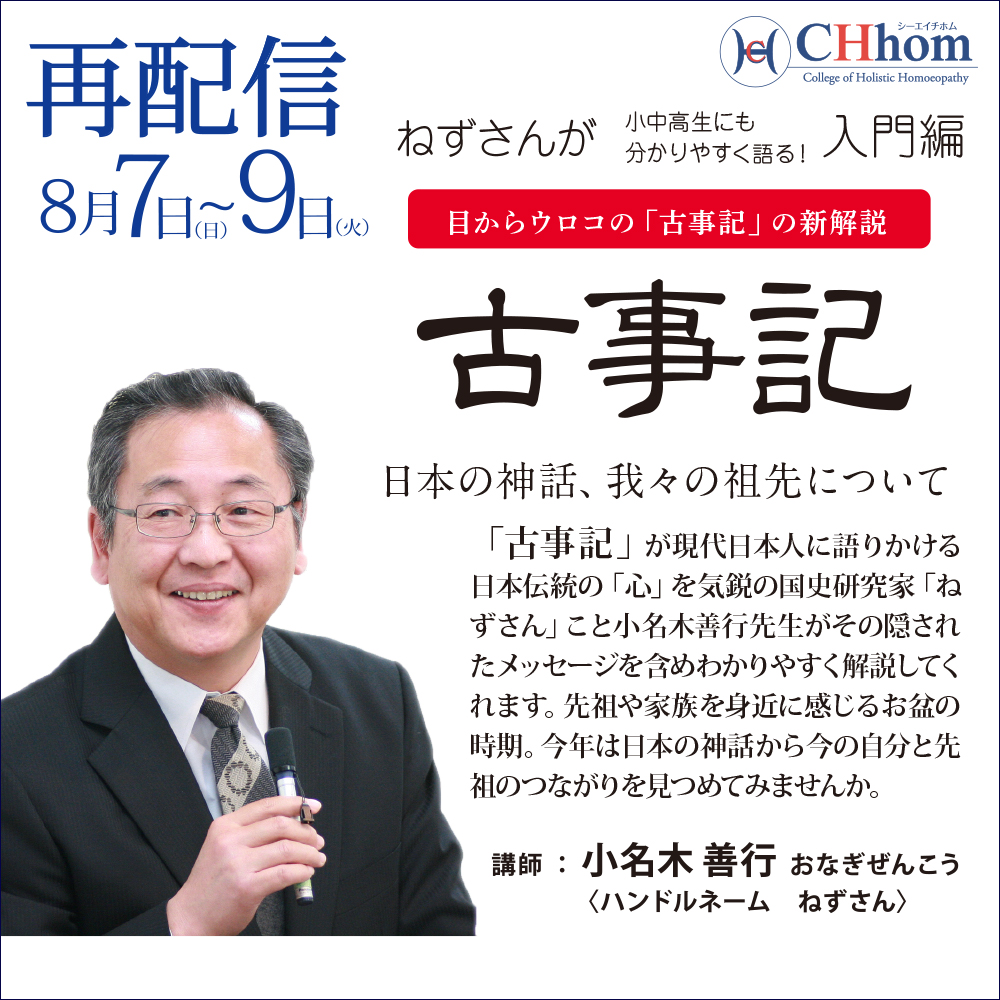 再配信
8月7日(日)～9日(火)
シーエイチホム
CHhom
College of Holistic Homoeopathy
ねずさんが 小中高生にも分かりやすく語る! 入門編
目からウロコの「古事記」の新解説
古事記
日本の神話、我々の祖先について
「古事記」が現代日本人に語りかける
日本伝統の「心」を気鋭の国史研究家「ね
ずさん」こと小名木善行先生がその隠され
たメッセージを含めわかりやすく解説してく
れます。先祖や家族を身近に感じるお盆の
時期。今年は日本の神話から今の自分と先
祖のつながりを見つめてみませんか。
講師 : 小名木 善行 おなぎぜんこう
〈ハンドルネーム ねずさん〉